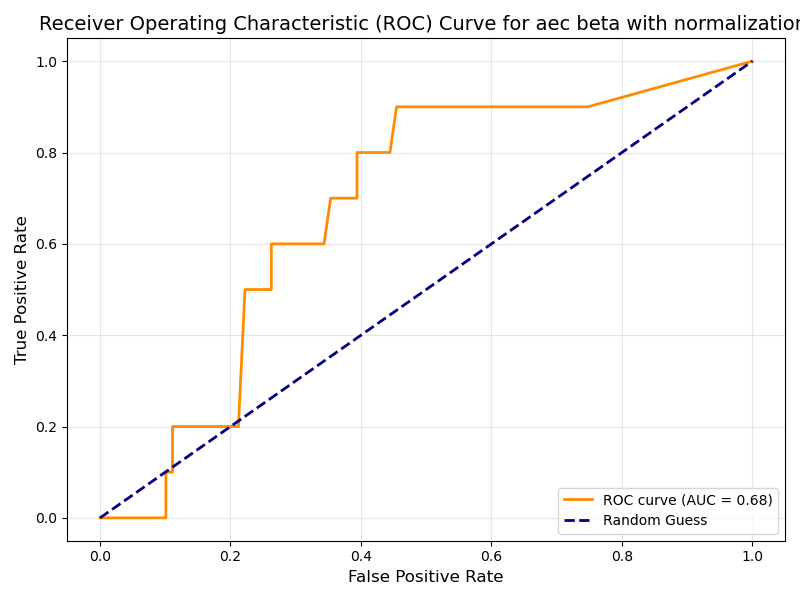 Receiver Operating Characteristic (ROC) Curve for aec beta with normalization
True Positive Rate
1.0
0.8
0.6
0.4
0.2
0.0
0.0 0.2 0.4 0.6 0.8 1.0
False Positive Rate
ROC curve (AUC = 0.68)
Random Guess